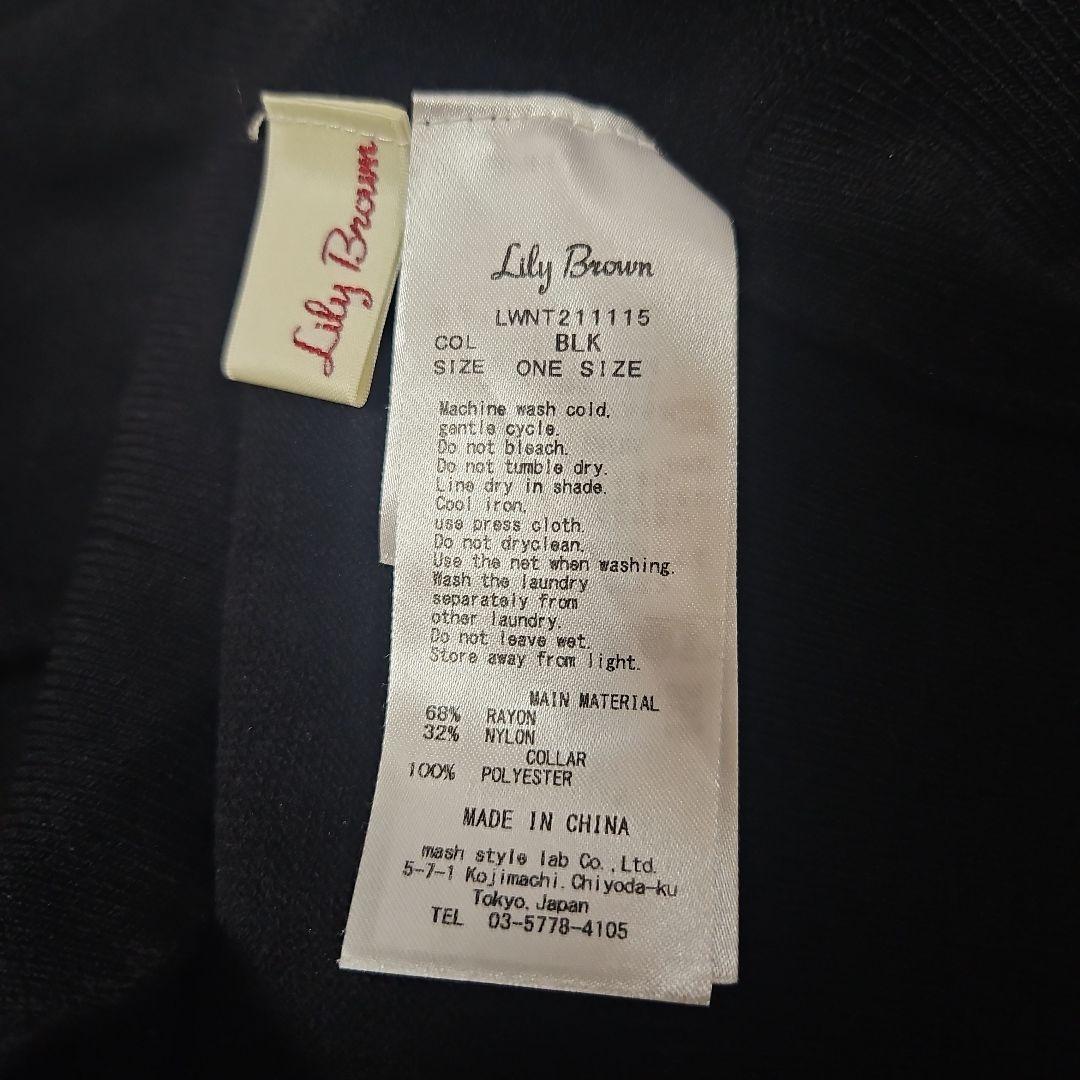 Lily Brown
Lily Brown
LWNT211115
COL BLK
SIZE ONE SIZE
Machine wash cold,
gentle cycle.
Do not bleach.
Do not tumble dry.
Line dry in shade.
Cool iron,
use press cloth.
Do not dryclean.
Use the net when washing.
Wash the laundry
separately from
other laundry.
Do not leave wet.
Store away from light.
MAIN MATERIAL
68% RAYON
32% NYLON
COLLAR
100% POLYESTER
MADE IN CHINA
mash style lab Co.,Ltd.
5-7-1 Kojimachi.Chiyoda-ku
Tokyo.Japan
TEL 03-5778-4105